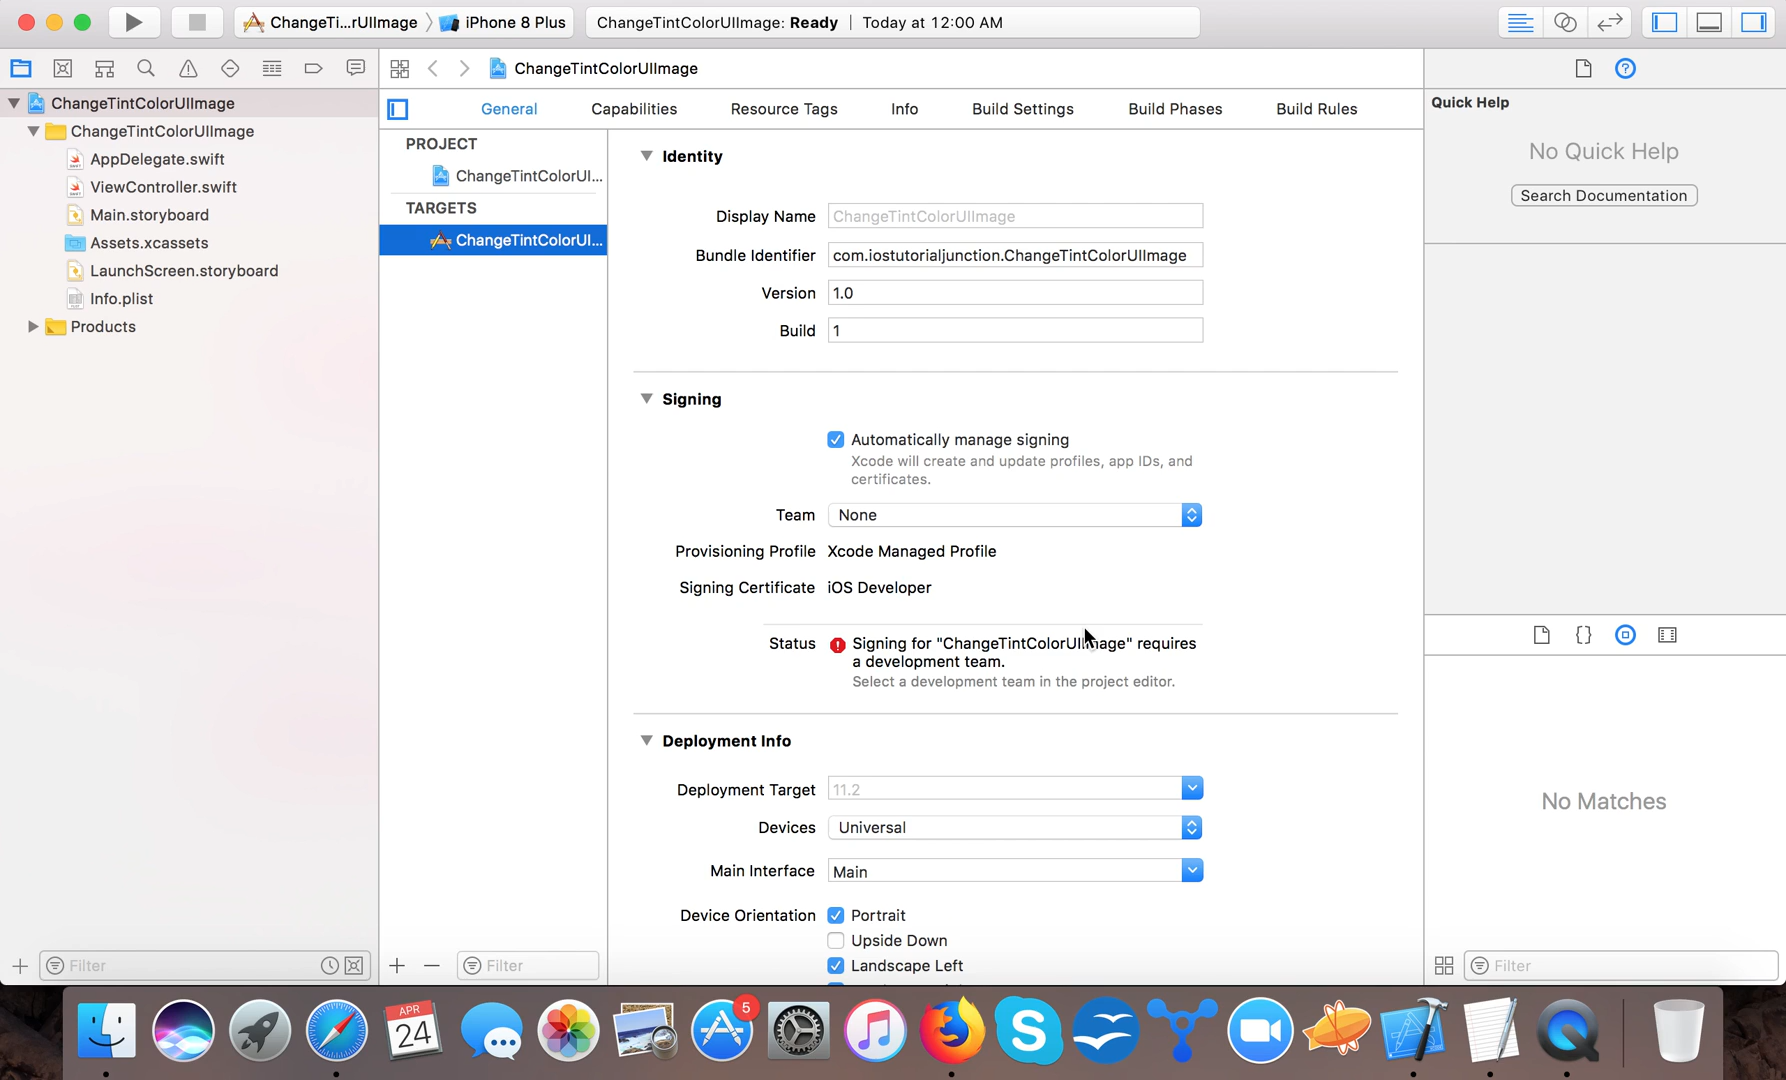 ChangeTi...rUIImage
iPhone 8 Plus
ChangeTintColorUIImage: Ready | Today at 12:00 AM
ChangeTintColorUIImage
ChangeTintColorUIImage
General
Capabilities
Resource Tags
Info
Build Settings
Build Phases
Build Rules
Quick Help
No Quick Help
Search Documentation
ChangeTintColorUIImage
AppDelegate.swift
ViewController.swift
Main.storyboard
Assets.xcassets
LaunchScreen.storyboard
Info.plist
Products
PROJECT
ChangeTintColorUI...
TARGETS
ChangeTintColorUI...
Identity
Display Name ChangeTintColorUIImage
Bundle Identifier com.iostutorialjunction.ChangeTintColorUIImage
Version 1.0
Build 1
Signing
Automatically manage signing
Xcode will create and update profiles, app IDs, and
certificates.
Team None
Provisioning Profile Xcode Managed Profile
Signing Certificate iOS Developer
Status Signing for "ChangeTintColorUIImage" requires
a development team.
Select a development team in the project editor.
Deployment Info
Deployment Target 11.2
Devices Universal
Main Interface Main
Device Orientation Portrait
Upside Down
Landscape Left
No Matches
Filter
Filter
Filter
APR
24
5